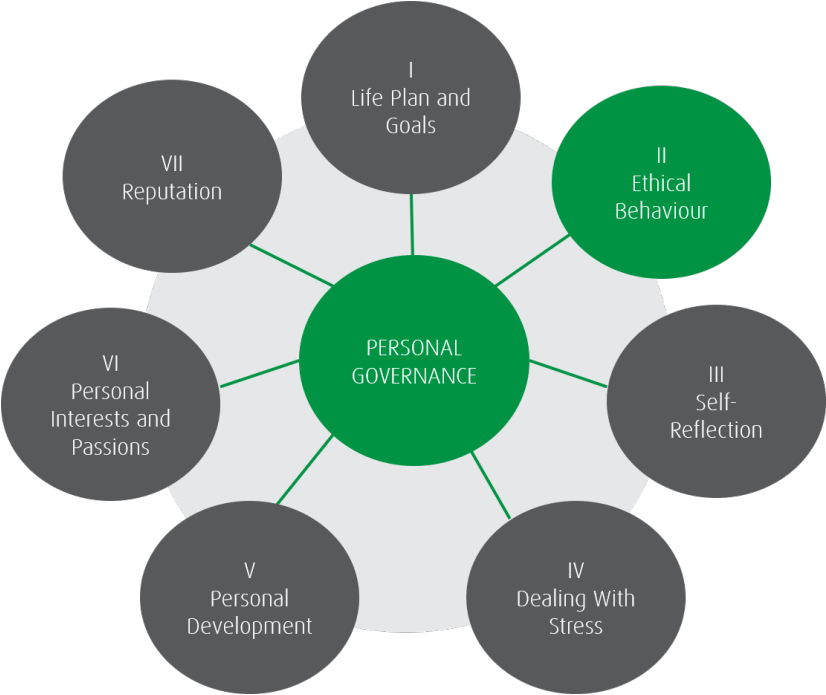 I
Life Plan and
Goals
II
Ethical
Behaviour
III
Self-
Reflection
IV
Dealing With
Stress
V
Personal
Development
VI
Personal
Interests and
Passions
VII
Reputation
PERSONAL
GOVERNANCE